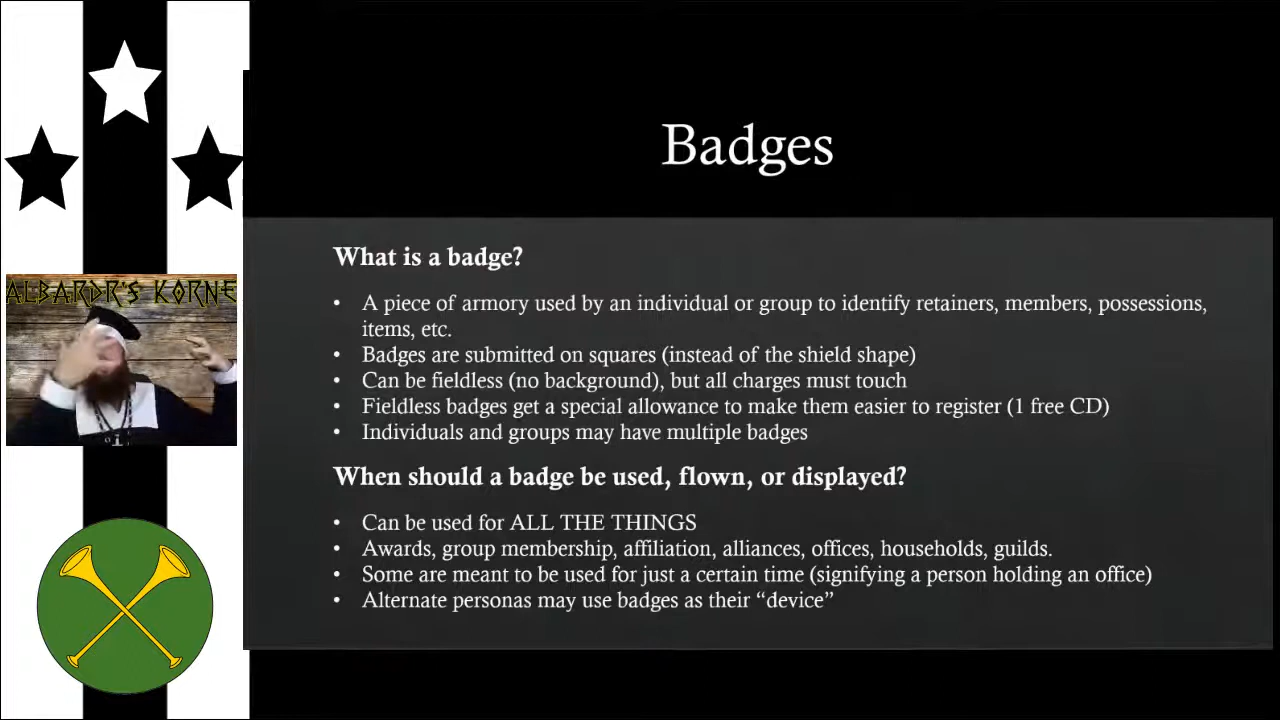 Badges
What is a badge?
• A piece of armory used by an individual or group to identify retainers, members, possessions,
items, etc.
• Badges are submitted on squares (instead of the shield shape)
• Can be fieldless (no background), but all charges must touch
• Fieldless badges get a special allowance to make them easier to register (1 free CD)
• Individuals and groups may have multiple badges
When should a badge be used, flown, or displayed?
• Can be used for ALL THE THINGS
• Awards, group membership, affiliation, alliances, offices, households, guilds.
• Some are meant to be used for just a certain time (signifying a person holding an office)
• Alternate personas may use badges as their “device”
ALBARDR'S KORNE